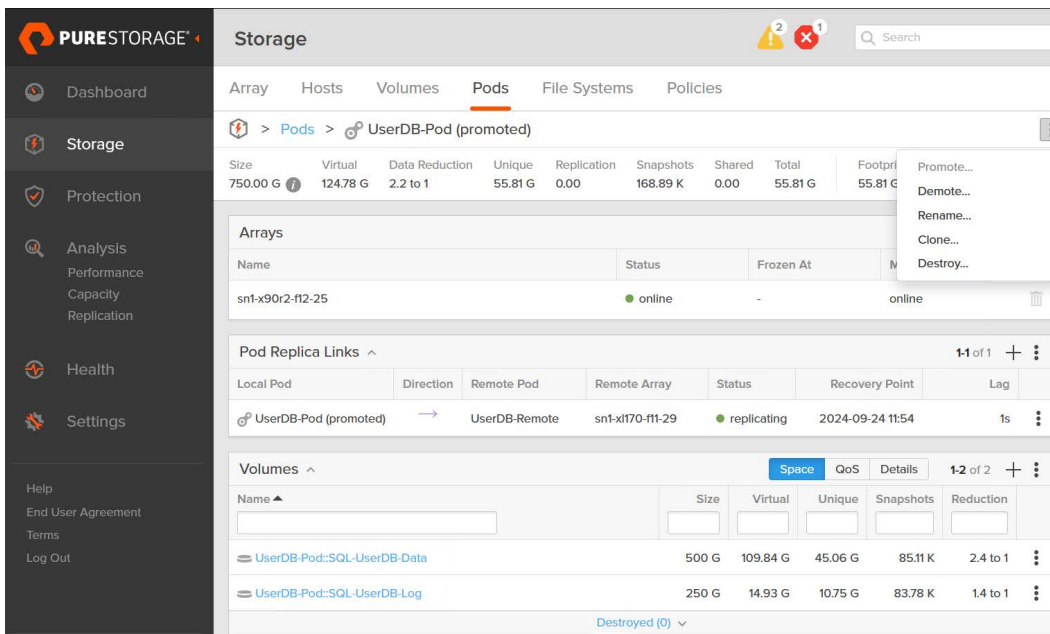 PURESTORAGE®
Dashboard
Storage
Protection
Analysis
Performance
Capacity
Replication
Health
Settings
Help
End User Agreement
Terms
Log Out
Storage
2
1
Search
Array Hosts Volumes Pods File Systems Policies
> Pods > UserDB-Pod (promoted)
Size Virtual Data Reduction Unique Replication Snapshots Shared Total Footpri
750.00 G 124.78 G 2.2 to 1 55.81 G 0.00 168.89 K 0.00 55.81 G 55.81 G
Promote...
Demote...
Rename...
Clone...
Destroy...
Arrays
Name Status Frozen At M
sn1-x90r2-f12-25 online - online
Pod Replica Links 1-1 of 1
Local Pod Direction Remote Pod Remote Array Status Recovery Point Lag
UserDB-Pod (promoted) → UserDB-Remote sn1-xl170-f11-29 replicating 2024-09-24 11:54 1s
Volumes Space QoS Details 1-2 of 2
Name Size Virtual Unique Snapshots Reduction
UserDB-Pod::SQL-UserDB-Data 500 G 109.84 G 45.06 G 85.11 K 2.4 to 1
UserDB-Pod::SQL-UserDB-Log 250 G 14.93 G 10.75 G 83.78 K 1.4 to 1
Destroyed (0)